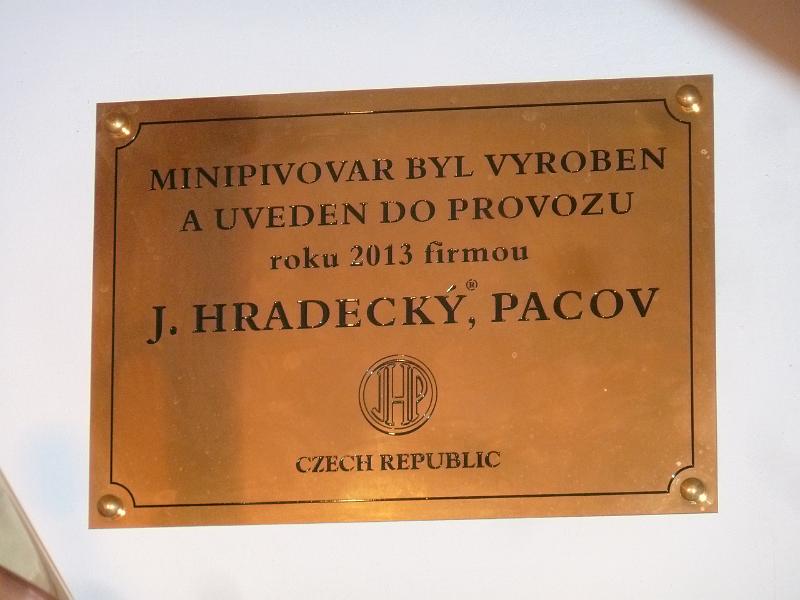 MINIPIVOVAR BYL VYROBEN
A UVEDEN DO PROVOZU
roku 2013 firmou
J. HRADECKÝ®, PACOV
JHP
CZECH REPUBLIC